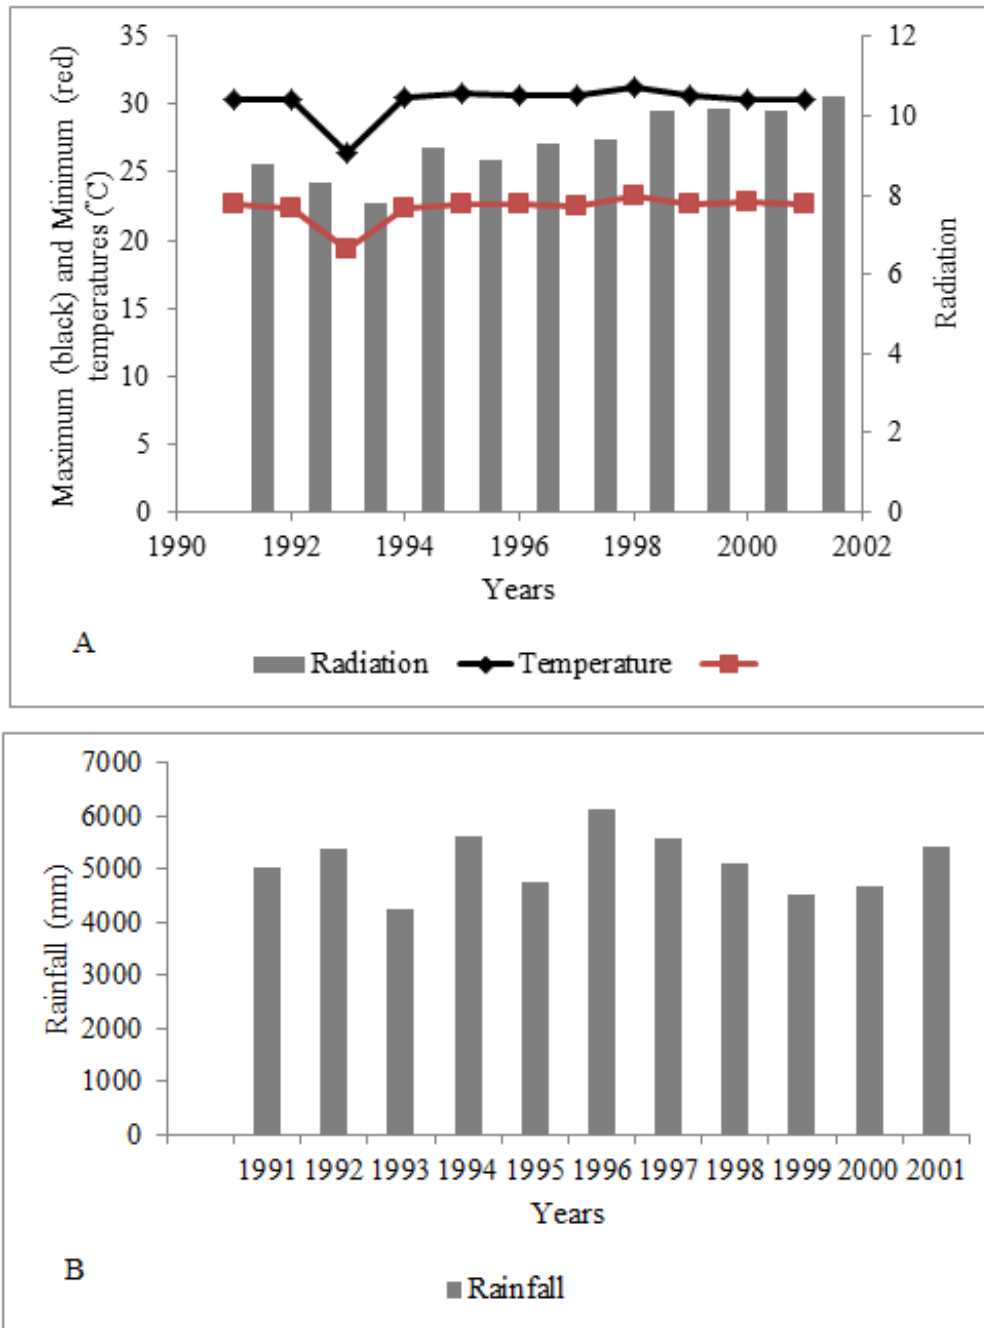 Maximum (black) and Minimum (red)
temperatures (˚C)
35
30
25
20
15
10
5
0
12
10
8
6
4
2
0
Radiation
1990 1992 1994 1996 1998 2000 2002
Years
A
Radiation Temperature
Rainfall (mm)
7000
6000
5000
4000
3000
2000
1000
0
1991 1992 1993 1994 1995 1996 1997 1998 1999 2000 2001
Years
B
Rainfall